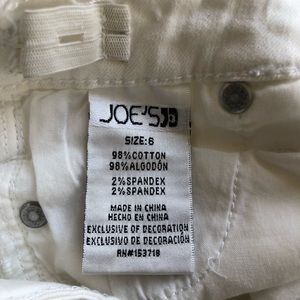 JOE'S
SIZE: 6
98% COTTON
98% ALGODÓN
2% SPANDEX
2% SPANDEX
MADE IN CHINA
HECHO EN CHINA
EXCLUSIVE OF DECORATION
EXCLUSIVO DE DECORACIÓN
RN#153718